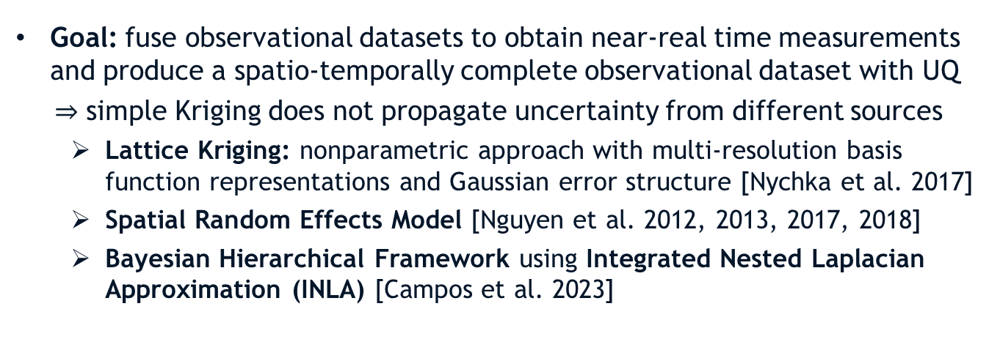 • Goal: fuse observational datasets to obtain near-real time measurements
and produce a spatio-temporally complete observational dataset with UQ
⇒ simple Kriging does not propagate uncertainty from different sources
➢ Lattice Kriging: nonparametric approach with multi-resolution basis
function representations and Gaussian error structure [Nychka et al. 2017]
➢ Spatial Random Effects Model [Nguyen et al. 2012, 2013, 2017, 2018]
➢ Bayesian Hierarchical Framework using Integrated Nested Laplacian
Approximation (INLA) [Campos et al. 2023]